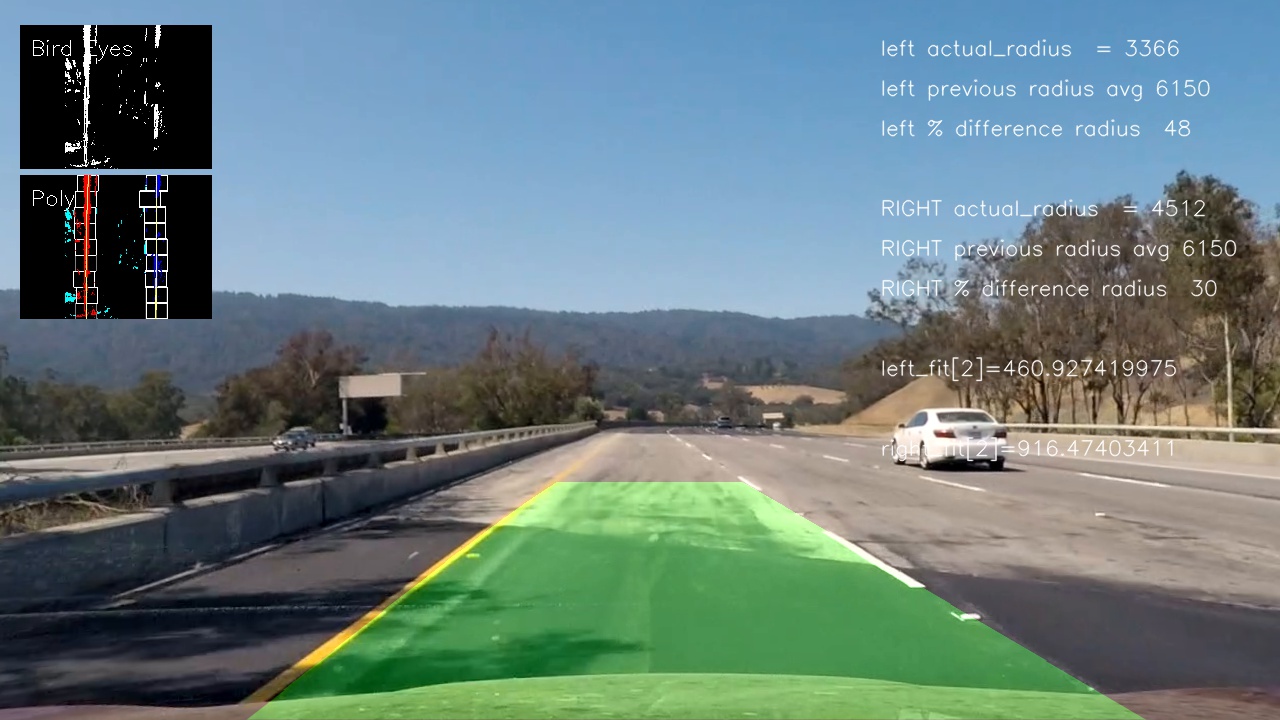 Bird Eyes
Poly
left actual_radius = 3366
left previous radius avg 6150
left % difference radius 48
RIGHT actual_radius = 4512
RIGHT previous radius avg 6150
RIGHT % difference radius 30
left_fit[2]=460.927419975
right_fit[2]=916.47403411